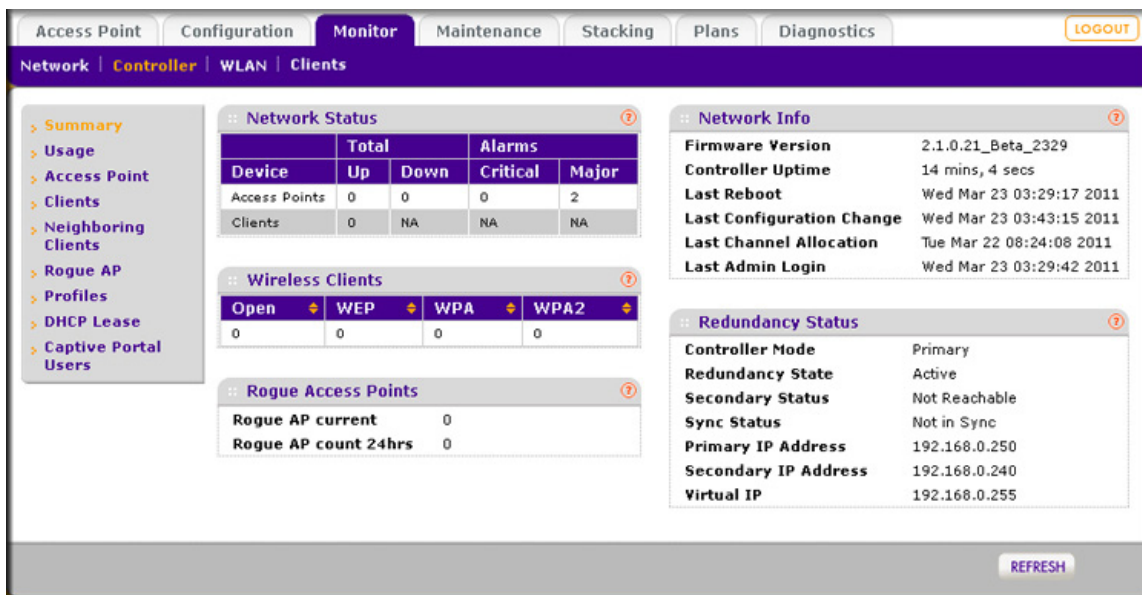 Access Point Configuration Monitor Maintenance Stacking Plans Diagnostics LOGOUT
Network | Controller | WLAN | Clients
Summary
Usage
Access Point
Clients
Neighboring
Clients
Rogue AP
Profiles
DHCP Lease
Captive Portal
Users
Network Status
Total Alarms
Device Up Down Critical Major
Access Points 0 0 0 2
Clients 0 NA NA NA
Wireless Clients
Open WEP WPA WPA2
0 0 0 0
Rogue Access Points
Rogue AP current 0
Rogue AP count 24hrs 0
Network Info
Firmware Version 2.1.0.21_Beta_2329
Controller Uptime 14 mins, 4 secs
Last Reboot Wed Mar 23 03:29:17 2011
Last Configuration Change Wed Mar 23 03:43:15 2011
Last Channel Allocation Tue Mar 22 08:24:08 2011
Last Admin Login Wed Mar 23 03:29:42 2011
Redundancy Status
Controller Mode Primary
Redundancy State Active
Secondary Status Not Reachable
Sync Status Not in Sync
Primary IP Address 192.168.0.250
Secondary IP Address 192.168.0.240
Virtual IP 192.168.0.255
REFRESH